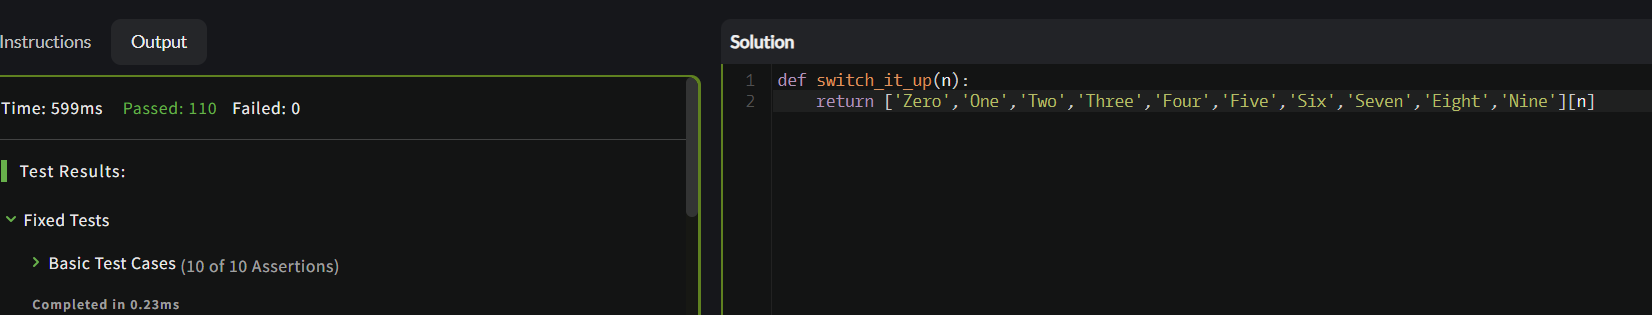 Instructions
Output
Time: 599ms Passed: 110 Failed: 0
Test Results:
Fixed Tests
Basic Test Cases (10 of 10 Assertions)
Completed in 0.23ms
Solution
1 def switch_it_up(n):
2     return ['Zero','One','Two','Three','Four','Five','Six','Seven','Eight','Nine'][n]